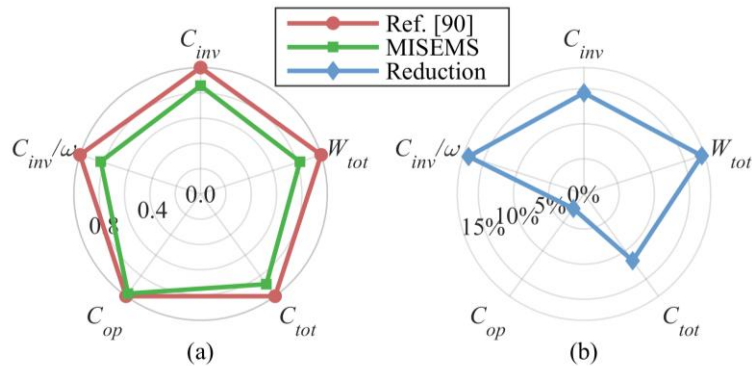 Ref. [90]
MISEMS
Reduction
C_inv
W_tot
C_tot
C_op
C_inv/ω
0.0
0.4
0.8
(a)
C_inv
W_tot
C_tot
C_op
C_inv/ω
0%
5%
10%
15%
(b)